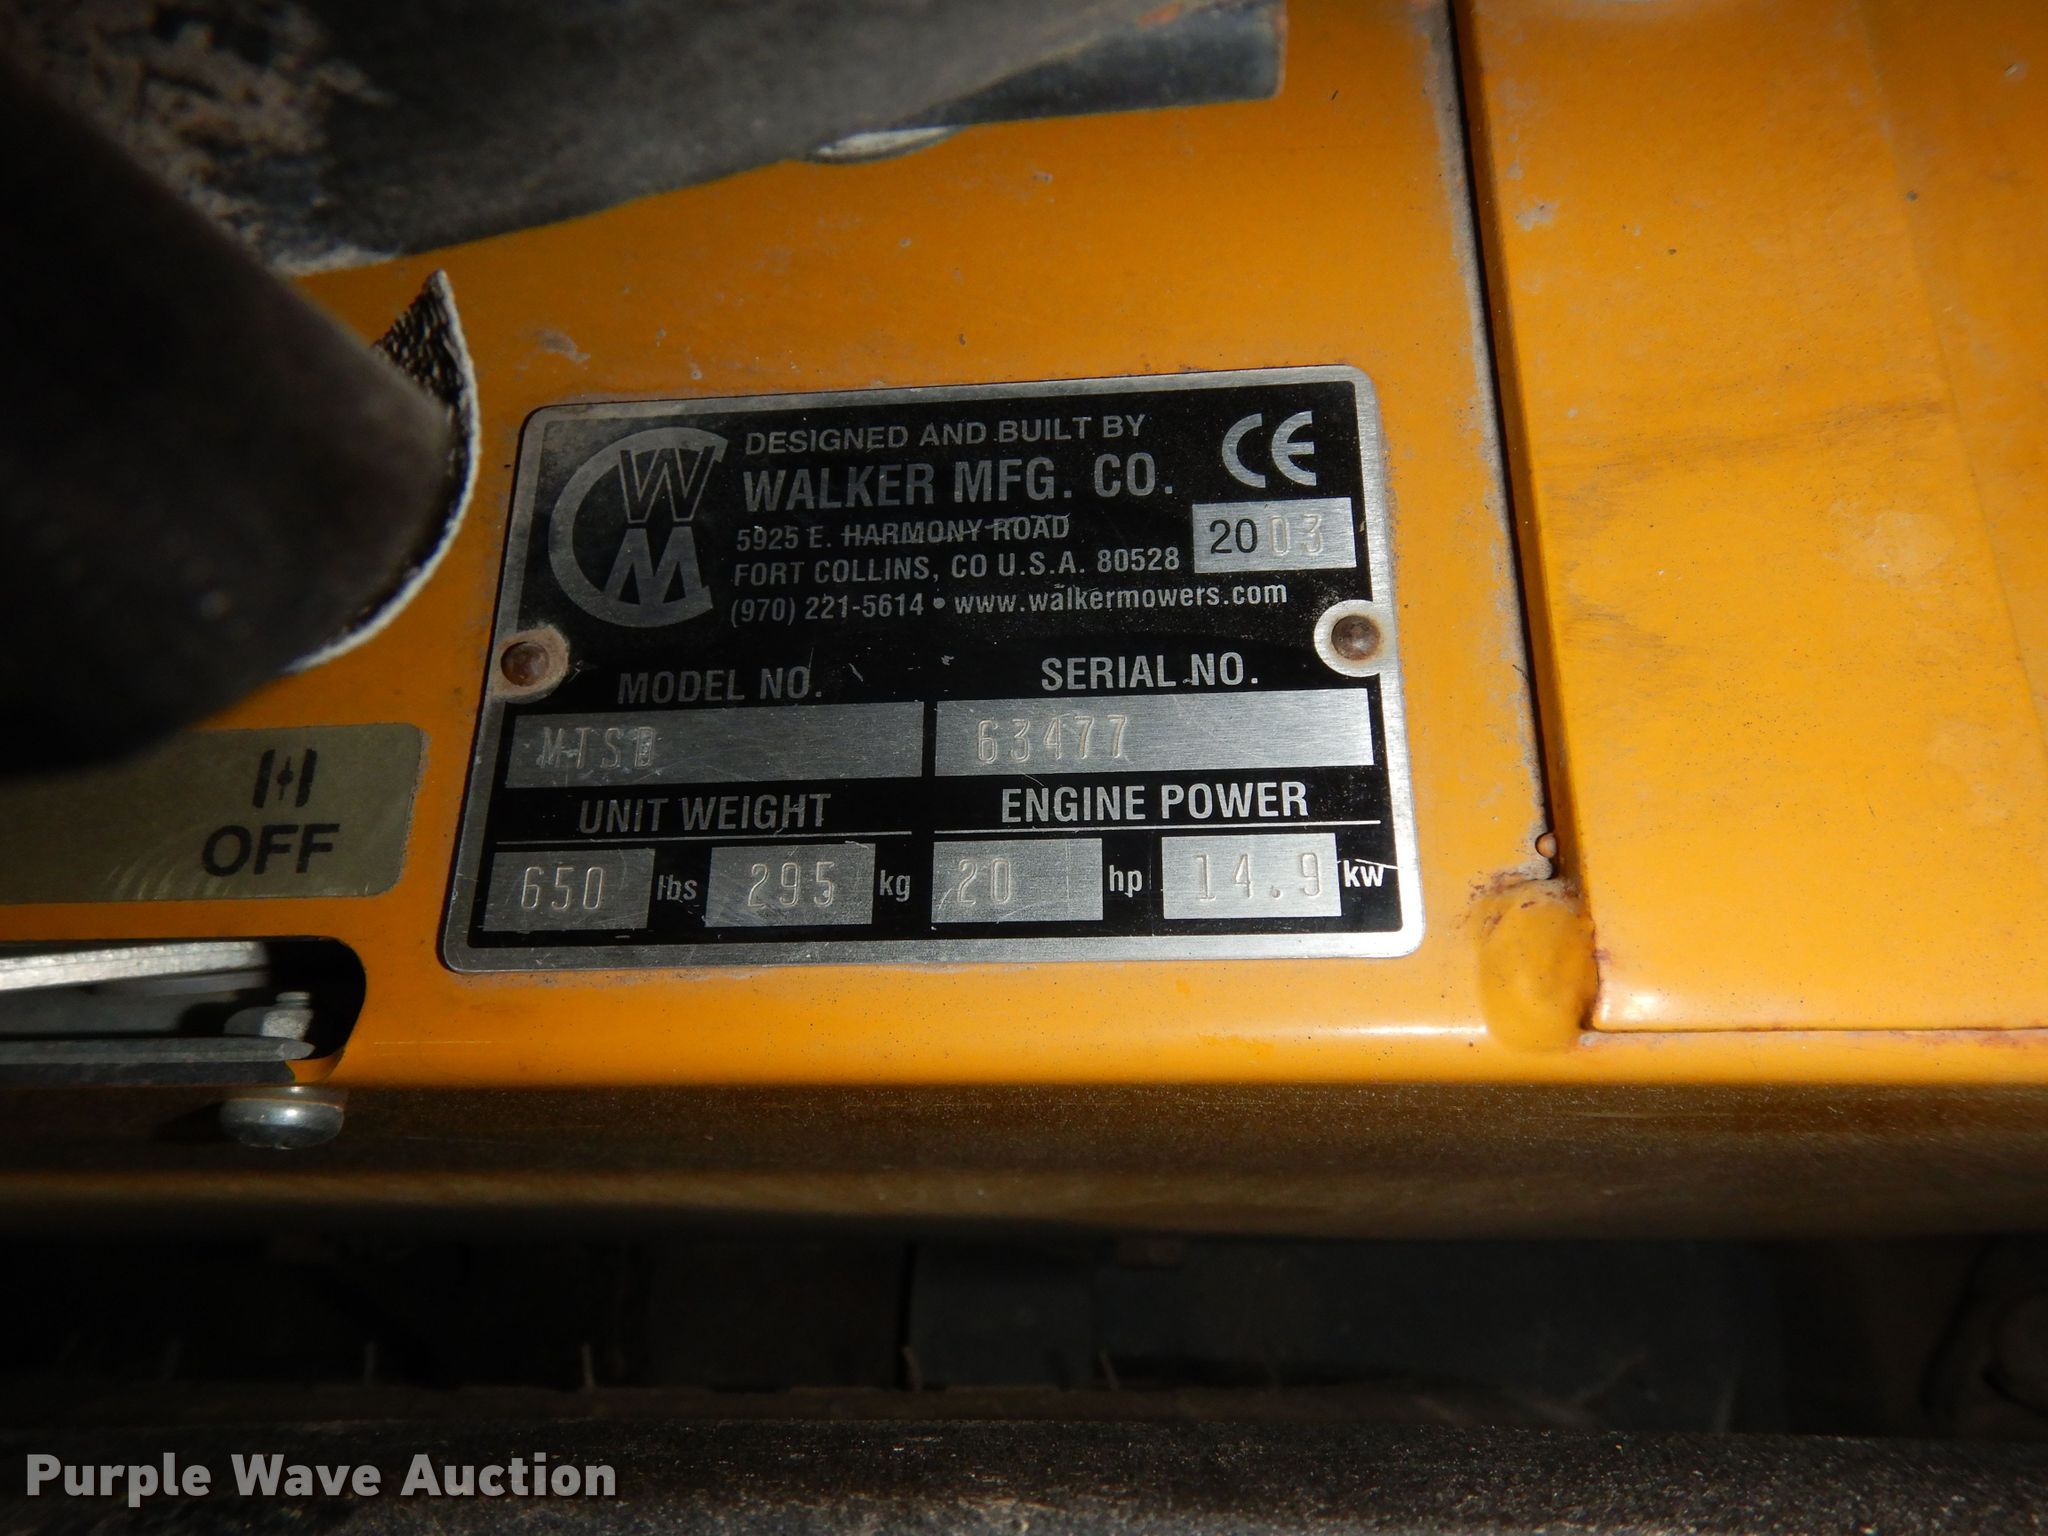 W
M
DESIGNED AND BUILT BY
WALKER MFG. CO.
CE
5925 E. HARMONY ROAD
2003
FORT COLLINS, CO U.S.A. 80528
(970) 221-5614 • www.walkermowers.com
MODEL NO.
SERIAL NO.
MTSD
63477
UNIT WEIGHT
ENGINE POWER
650 lbs 295 kg 20 hp 14.9 kw
OFF
Purple Wave Auction